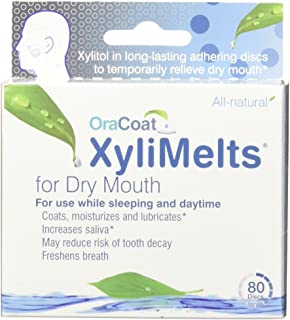 Xylitol in long-lasting adhering discs
to temporarily relieve dry mouth*
All-natural
OraCoat
XyliMelts®
for Dry Mouth
For use while sleeping and daytime
Coats, moisturizes and lubricates*
Increases saliva*
May reduce risk of tooth decay
Freshens breath
80
Discs